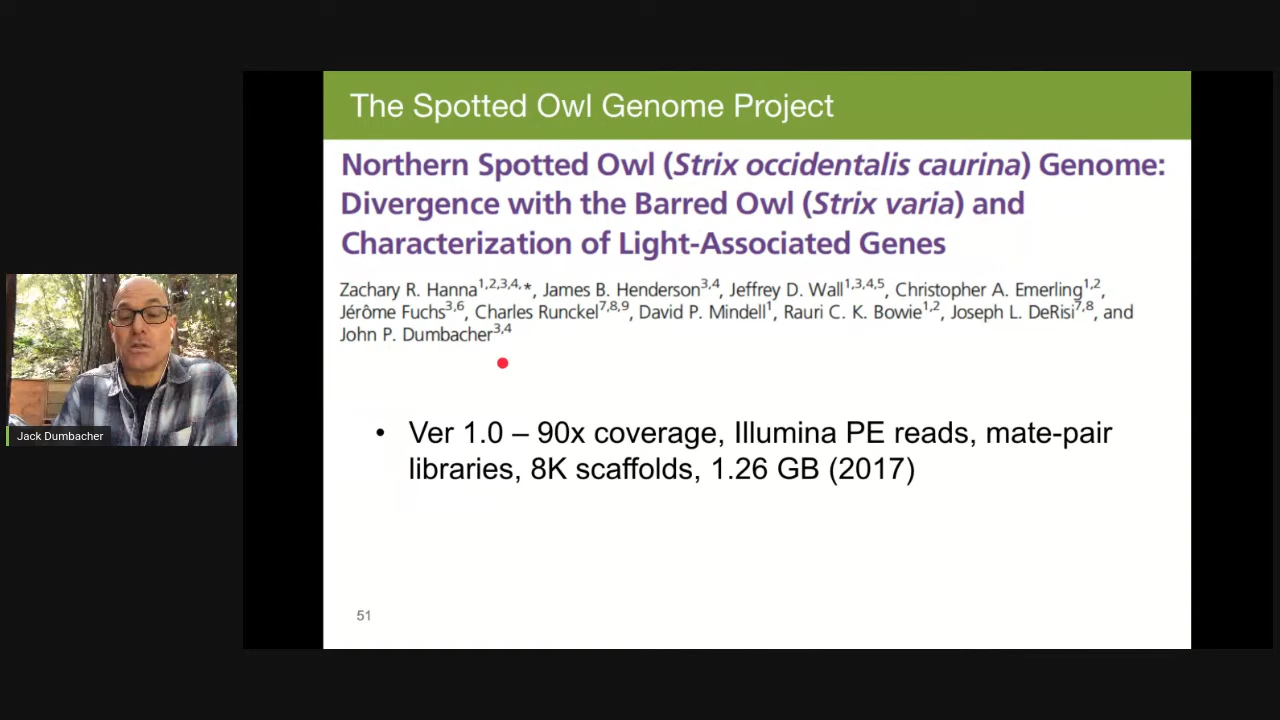 The Spotted Owl Genome Project
Northern Spotted Owl (Strix occidentalis caurina) Genome:
Divergence with the Barred Owl (Strix varia) and
Characterization of Light-Associated Genes
Zachary R. Hanna1,2,3,4,*, James B. Henderson3,4, Jeffrey D. Wall1,3,4,5, Christopher A. Emerling1,2,
Jérôme Fuchs3,6, Charles Runckel7,8,9, David P. Mindell1, Rauri C. K. Bowie1,2, Joseph L. DeRisi7,8, and
John P. Dumbacher3,4
• Ver 1.0 – 90x coverage, Illumina PE reads, mate-pair
libraries, 8K scaffolds, 1.26 GB (2017)
51
Jack Dumbacher